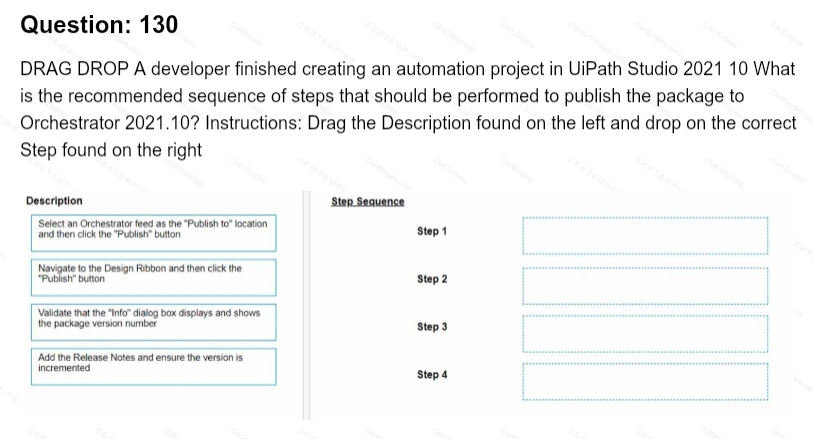 Question: 130
DRAG DROP A developer finished creating an automation project in UiPath Studio 2021 10 What
is the recommended sequence of steps that should be performed to publish the package to
Orchestrator 2021.10? Instructions: Drag the Description found on the left and drop on the correct
Step found on the right
Description
Select an Orchestrator feed as the "Publish to" location
and then click the "Publish" button
Navigate to the Design Ribbon and then click the
"Publish" button
Validate that the "Info" dialog box displays and shows
the package version number
Add the Release Notes and ensure the version is
incremented
Step Sequence
Step 1
Step 2
Step 3
Step 4